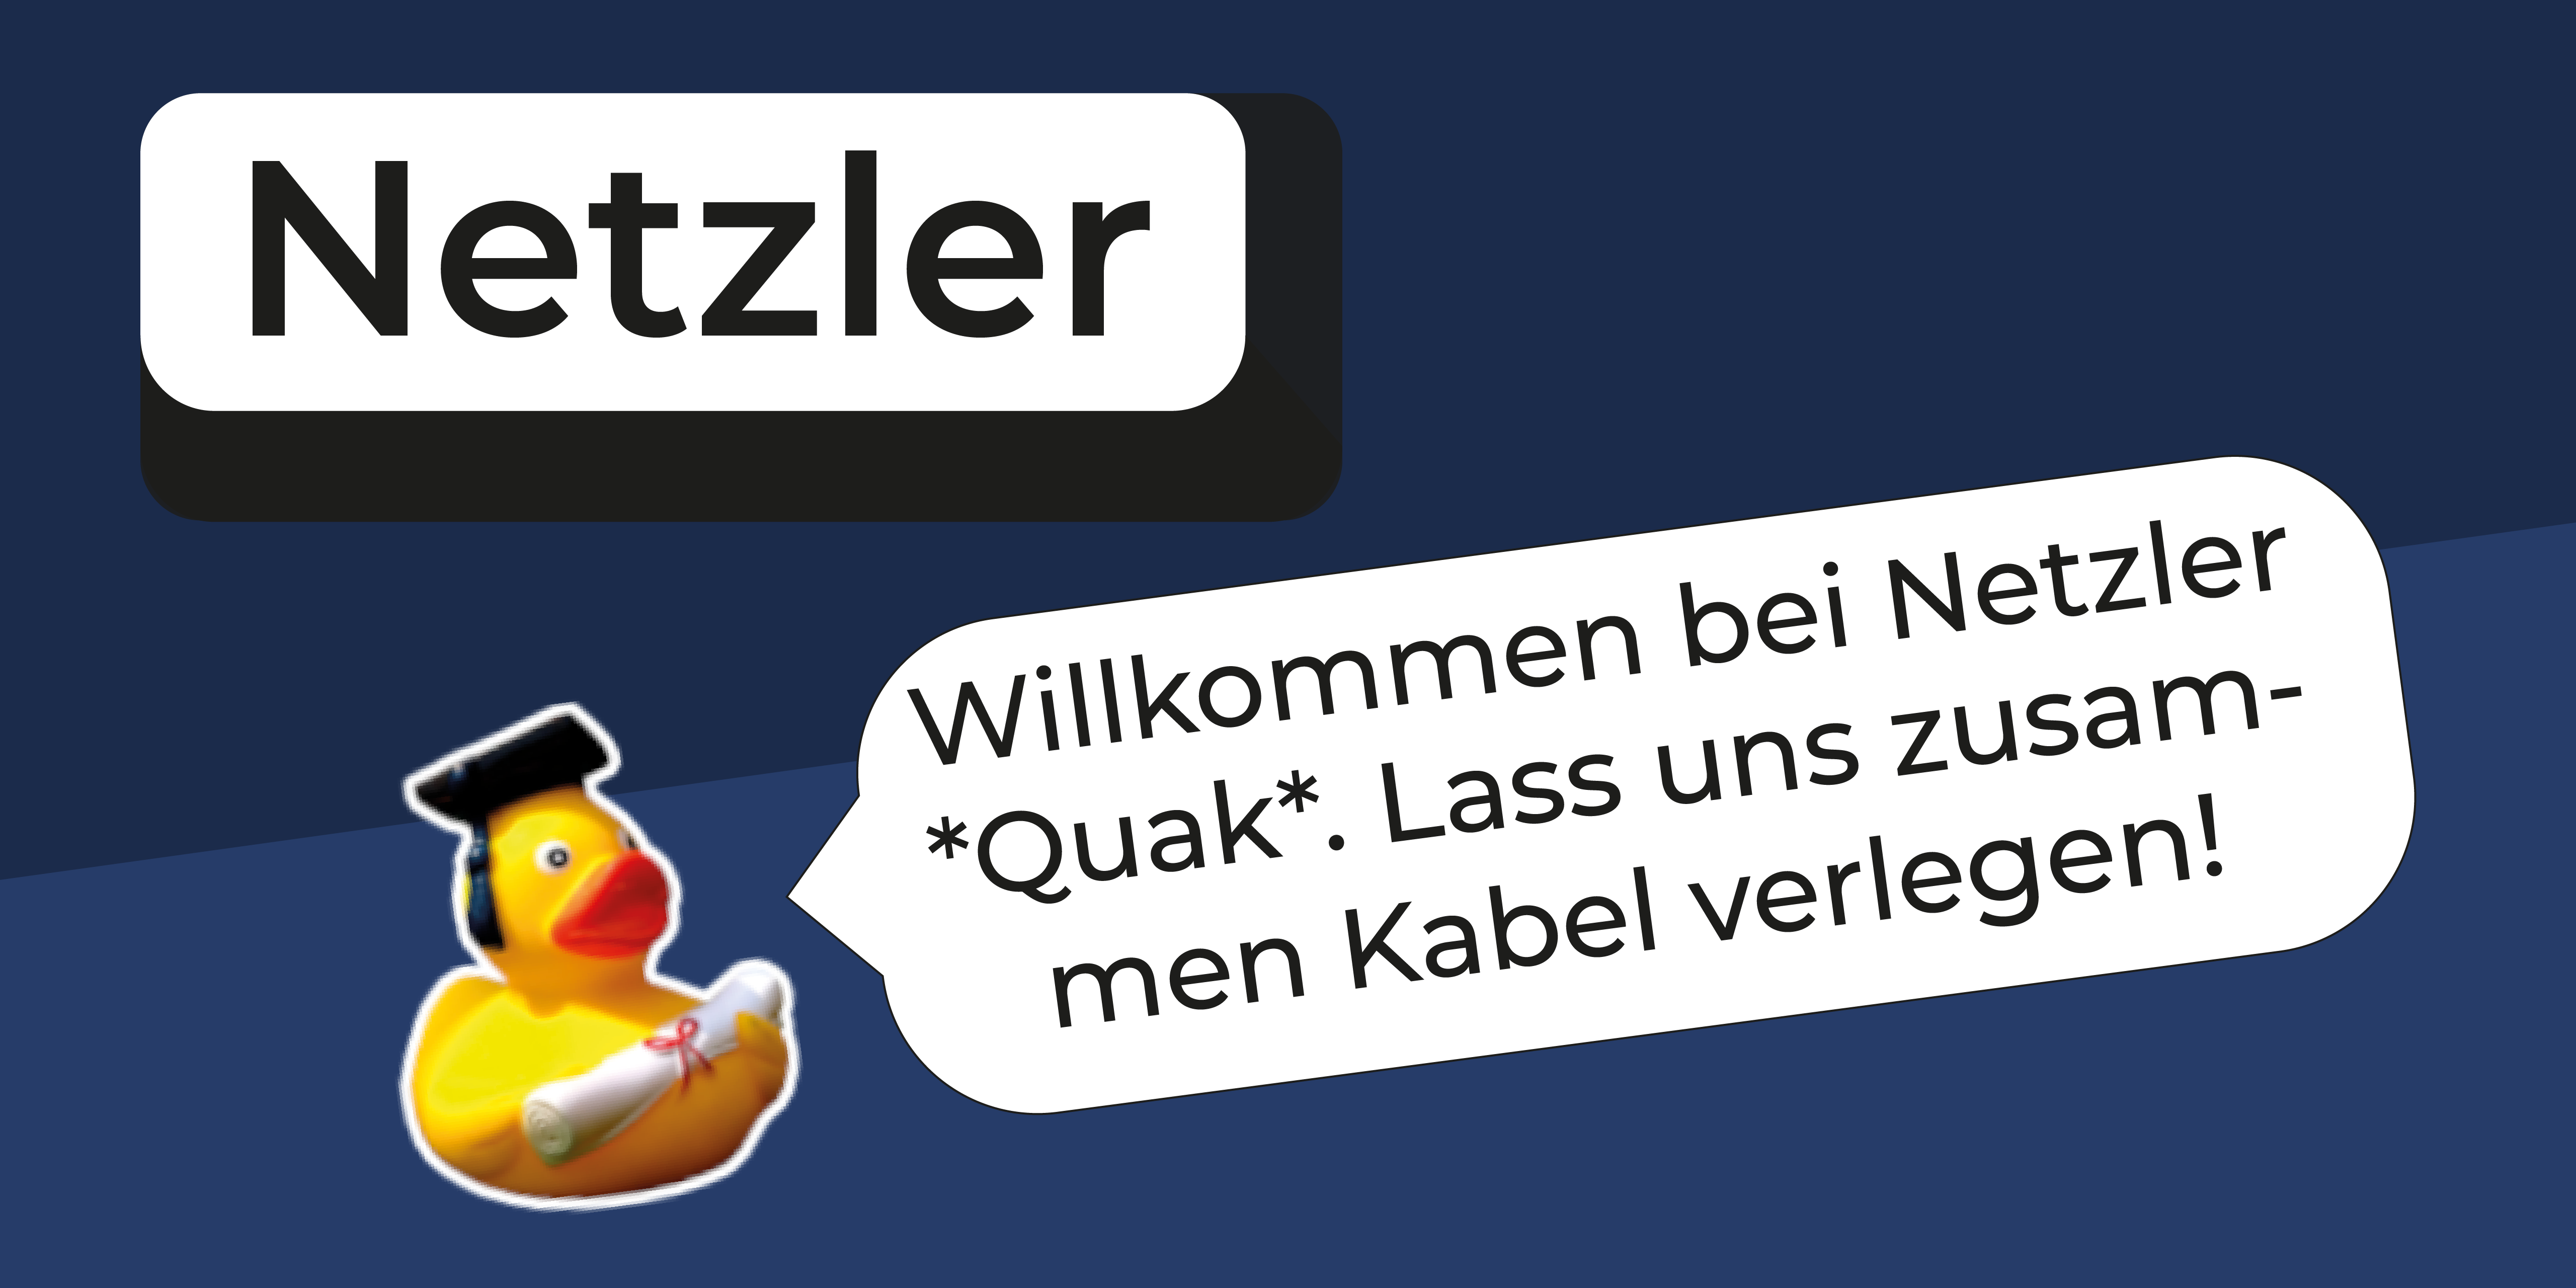 Netzler
Willkommen bei Netzler
*Quak*. Lass uns zusam-
men Kabel verlegen!